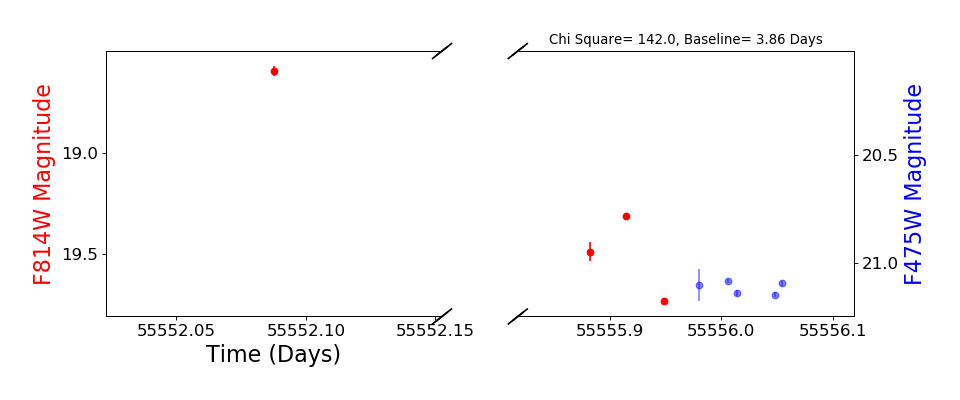 Chi Square= 142.0, Baseline= 3.86 Days
F814W Magnitude
19.0
19.5
20.5
21.0
F475W Magnitude
55552.05
55552.10
55552.15
55555.9
55556.0
55556.1
Time (Days)